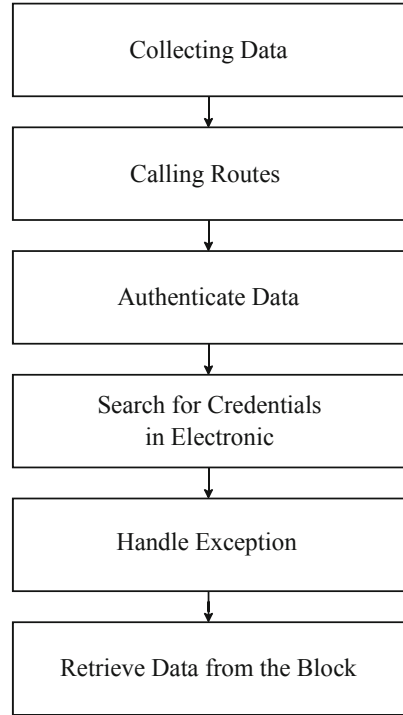 Collecting Data
Calling Routes
Authenticate Data
Search for Credentials
in Electronic
Handle Exception
Retrieve Data from the Block